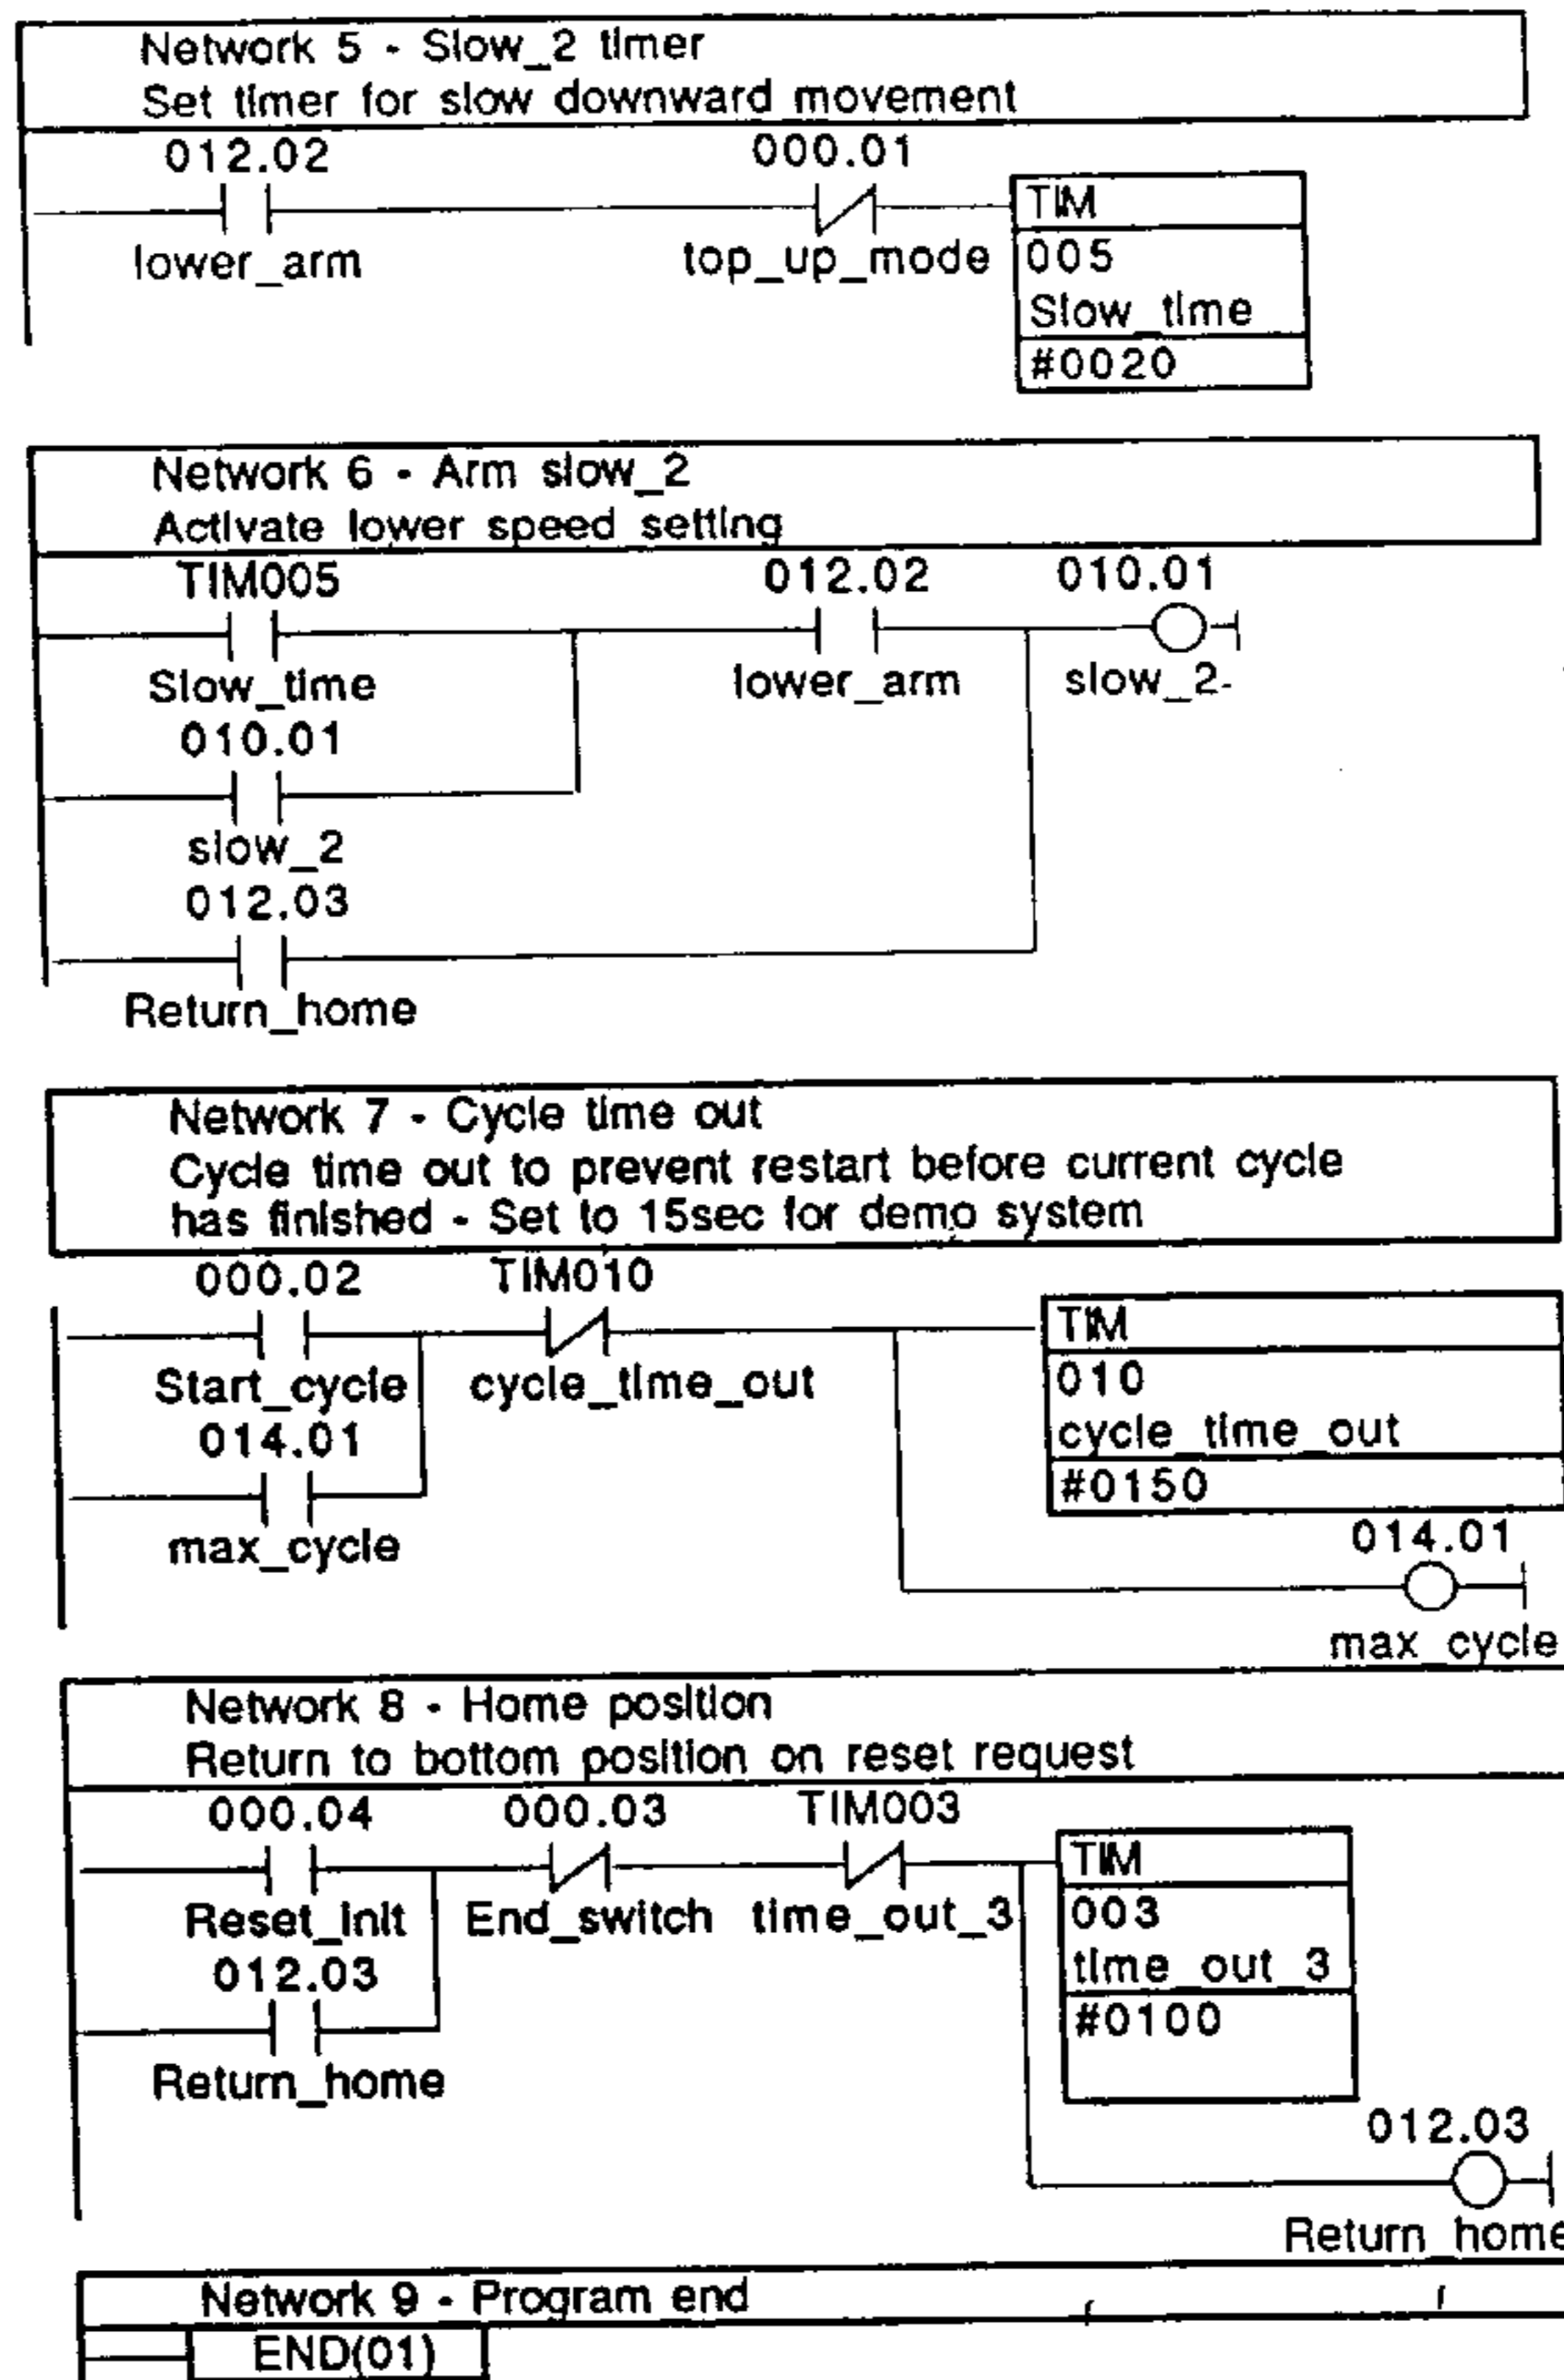 Network 5 - Slow_2 timer
Set timer for slow downward movement
012.02 000.01
lower_arm top_up_mode
TIM
005
Slow_time
#0020
Network 6 - Arm slow_2
Activate lower speed setting
TIM005 012.02 010.01
Slow_time lower_arm slow_2
010.01
slow_2
012.03
Return_home
Network 7 - Cycle time out
Cycle time out to prevent restart before current cycle
has finished - Set to 15sec for demo system
000.02 TIM010
Start_cycle cycle_time_out
TIM
010
cycle_time_out
#0150
014.01
max_cycle
014.01
max_cycle
Network 8 - Home position
Return to bottom position on reset request
000.04 000.03 TIM003
Reset_init End_switch time_out_3
TIM
003
time_out_3
#0100
012.03
Return_home
012.03
Return_home
Network 9 - Program end
END(01)